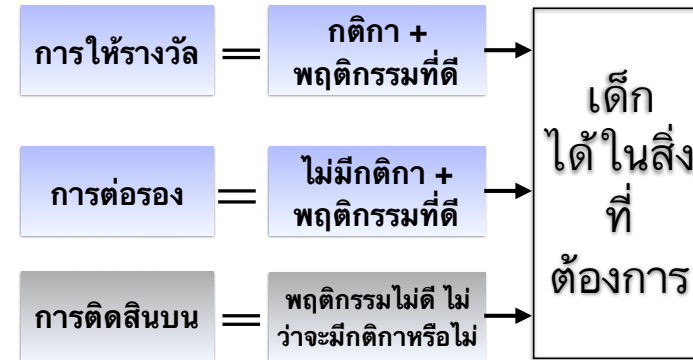 การให้รางวัล = กติกา +
พฤติกรรมที่ดี
การต่อรอง = ไม่มีกติกา +
พฤติกรรมที่ดี
การติดสินบน = พฤติกรรมไม่ดี ไม่
ว่าจะมีกติกาหรือไม่
เด็ก
ได้ในสิ่ง
ที่
ต้องการ